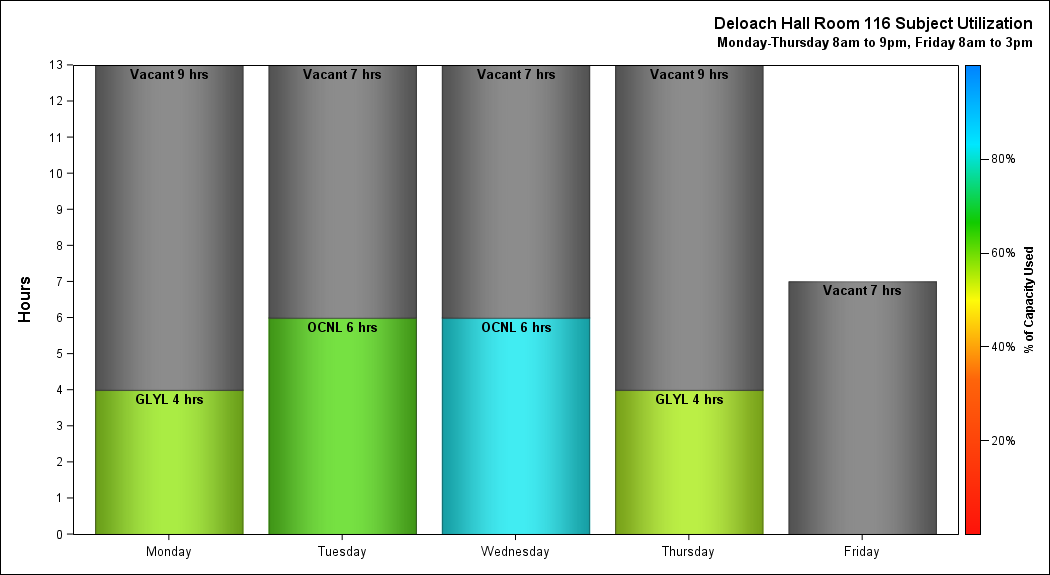 Deloach Hall Room 116 Subject Utilization
Monday-Thursday 8am to 9pm, Friday 8am to 3pm
Hours
13
12
11
10
9
8
7
6
5
4
3
2
1
0
Vacant 9 hrs
GLYL 4 hrs
Vacant 7 hrs
OCNL 6 hrs
Vacant 7 hrs
OCNL 6 hrs
Vacant 9 hrs
GLYL 4 hrs
Vacant 7 hrs
Monday
Tuesday
Wednesday
Thursday
Friday
80%
60%
40%
20%
% of Capacity Used